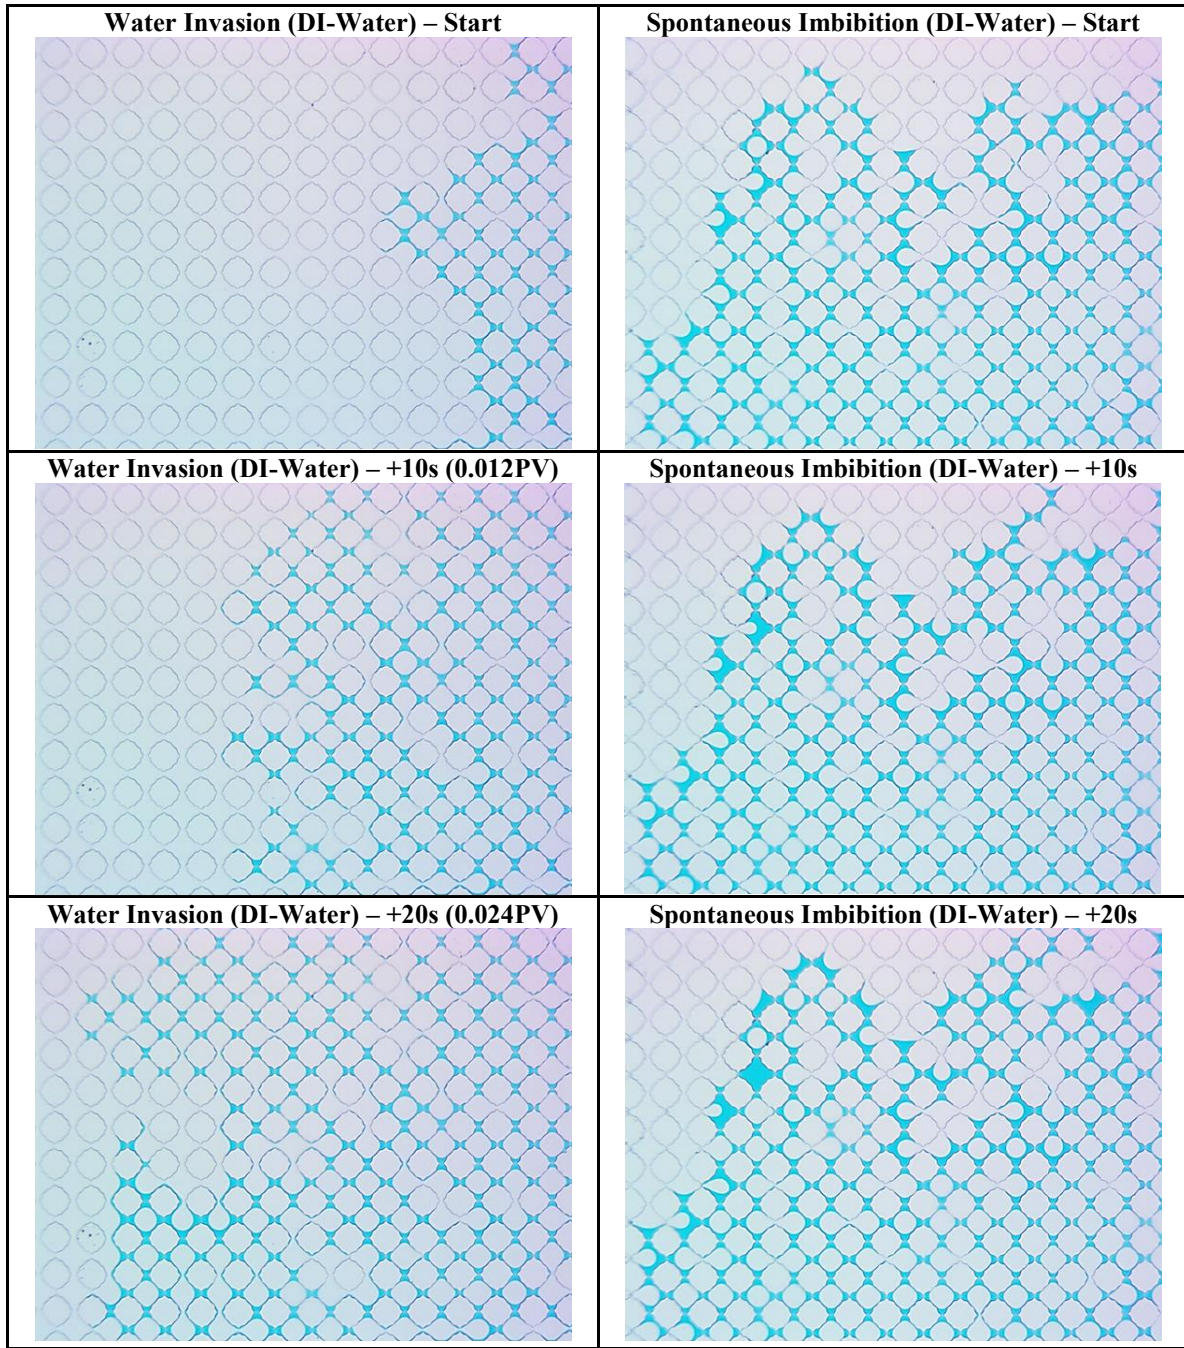 Water Invasion (DI-Water) – Start
Spontaneous Imbibition (DI-Water) – Start
Water Invasion (DI-Water) – +10s (0.012PV)
Spontaneous Imbibition (DI-Water) – +10s
Water Invasion (DI-Water) – +20s (0.024PV)
Spontaneous Imbibition (DI-Water) – +20s